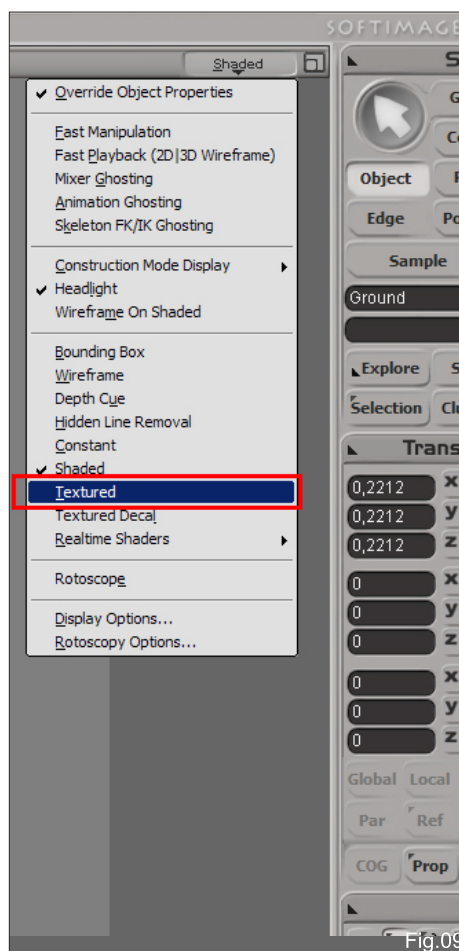 SOFTIMAGE
Shaded
Override Object Properties
Fast Manipulation
Fast Playback (2D|3D Wireframe)
Mixer Ghosting
Animation Ghosting
Skeleton FK/IK Ghosting
Construction Mode Display
Headlight
Wireframe On Shaded
Bounding Box
Wireframe
Depth Cue
Hidden Line Removal
Constant
Shaded
Textured
Textured Decal
Realtime Shaders
Rotoscope
Display Options...
Rotoscopy Options...
S
G
Object
Edge
Sample
Ground
Explore S
Selection Clu
Trans
0,2212 x
0,2212 y
0,2212 z
0 x
0 y
0 z
0 x
0 y
0 z
Global Local
Par Ref
COG Prop
Fig.09